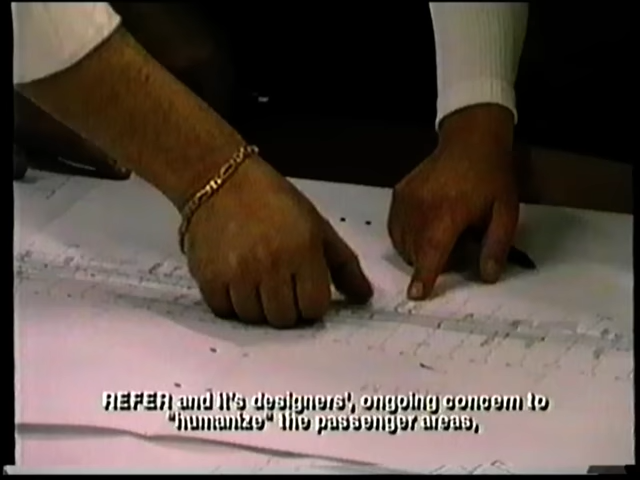 REFER and it's designers', ongoing concern to
"humanize" the passenger areas,